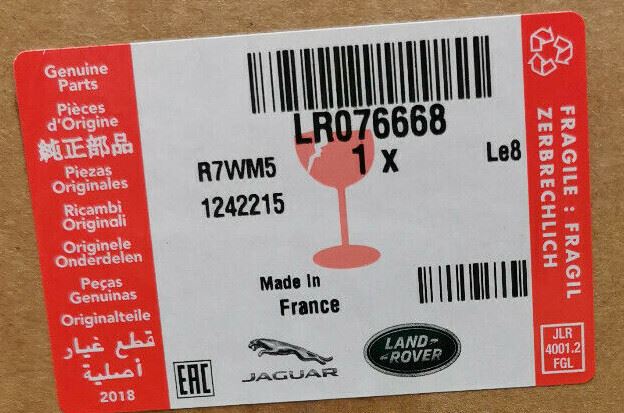 Genuine
Parts
Pièces
d'Origine
純正部品
Piezas
Originales
Ricambi
Originali
Originele
Onderdelen
Peças
Genuinas
Originalteile
قطع غيار
أصلية
2018
LR076668
1 x
Le8
R7WM5
1242215
Made In
France
EAC
JAGUAR
LAND
ROVER
FRAGILE : FRAGIL
ZERBRECHLICH
JLR
4001.2
FGL